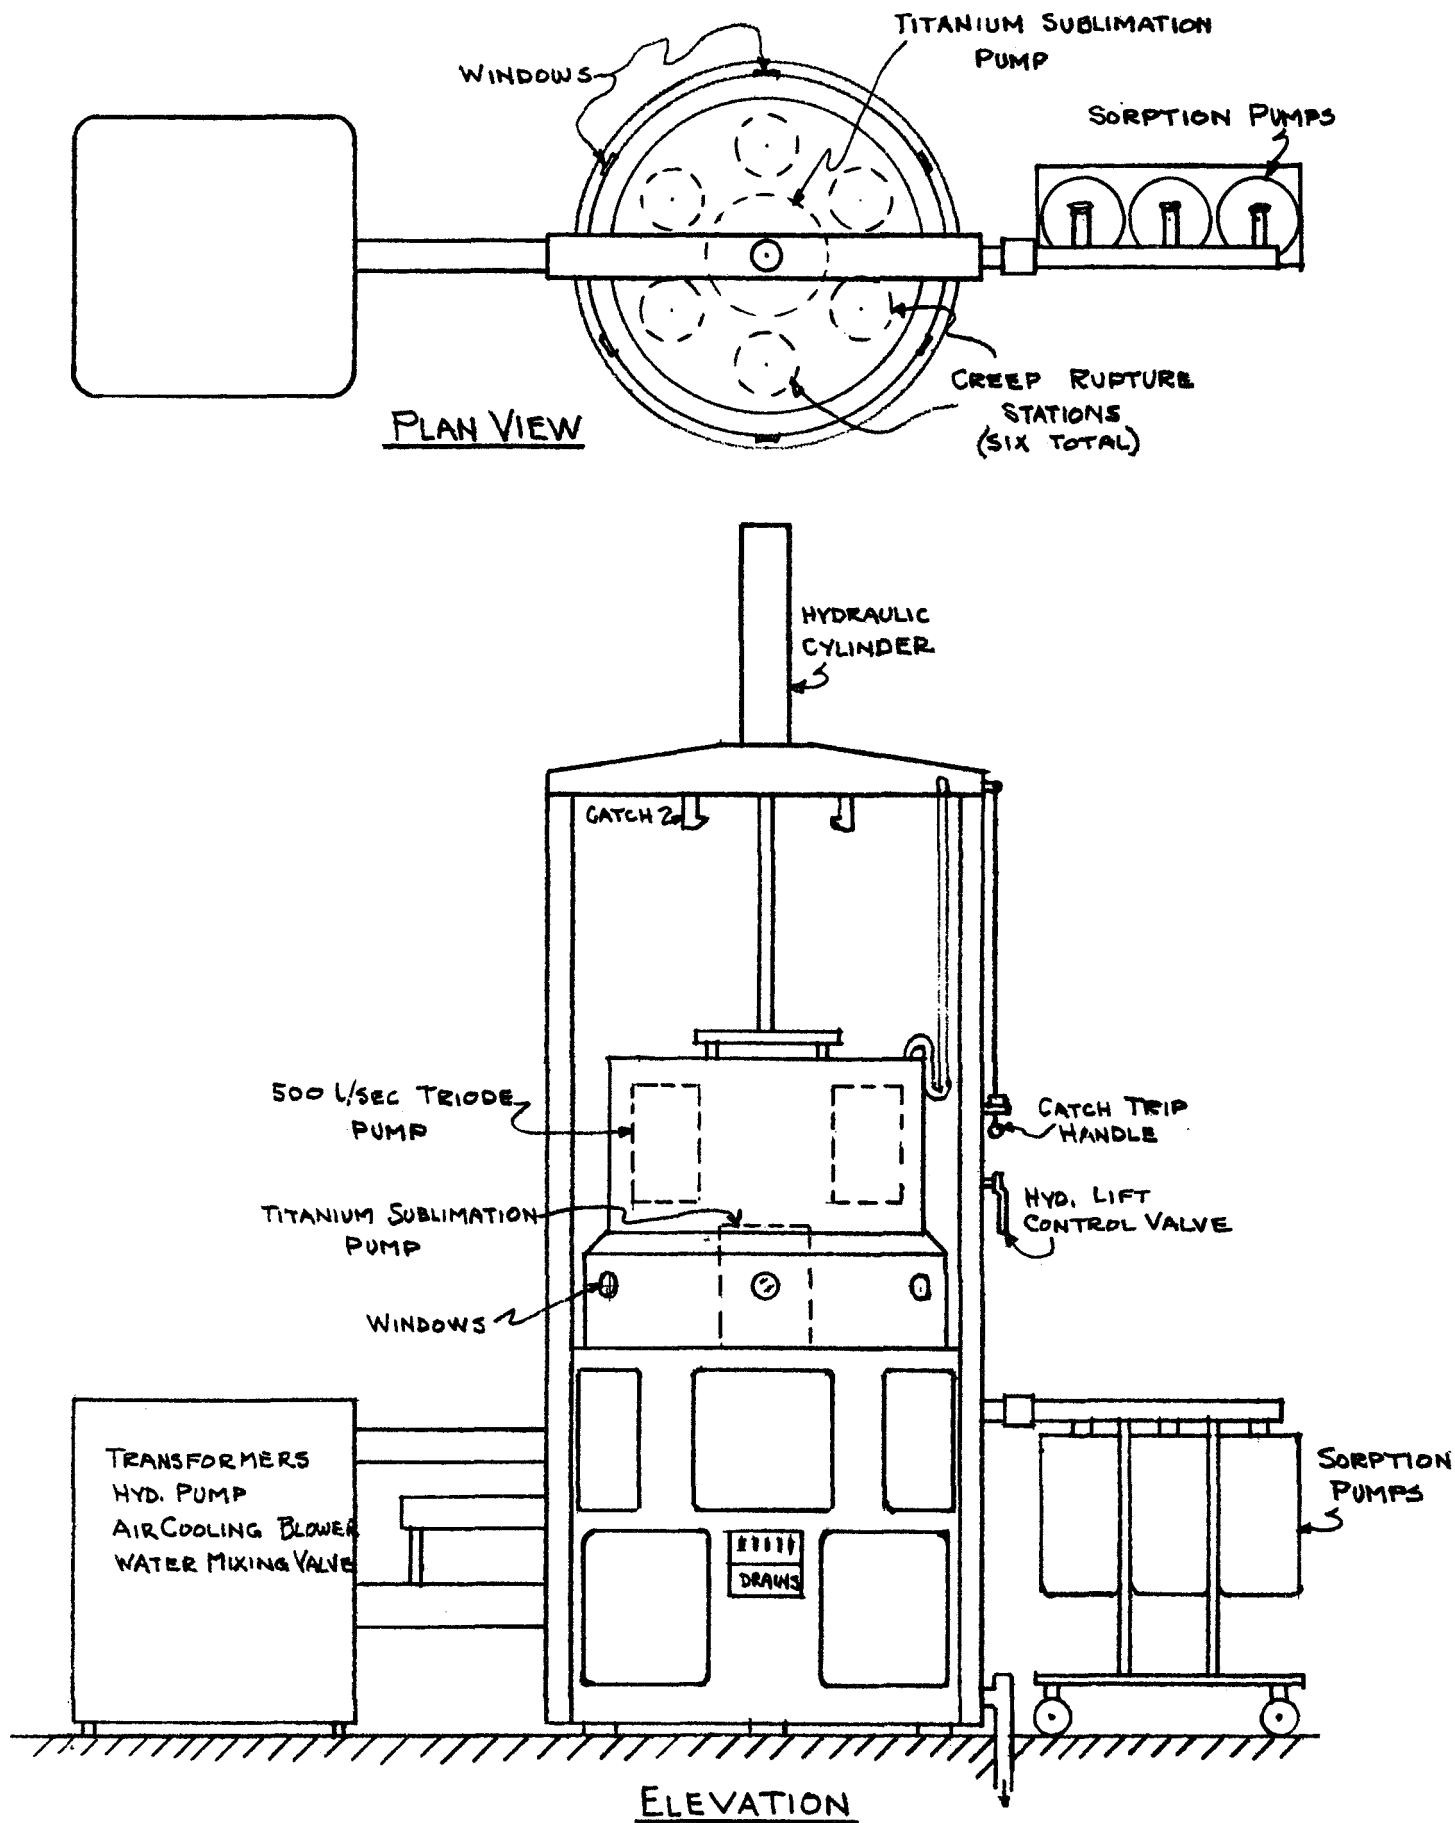 TITANIUM SUBLIMATION
PUMP
WINDOWS
SORPTION PUMPS
CREEP RUPTURE
STATIONS
(SIX TOTAL)
PLAN VIEW
HYDRAULIC
CYLINDER
CATCH
500 L/SEC TRIODE
PUMP
CATCH TRIP
HANDLE
TITANIUM SUBLIMATION
PUMP
HYD. LIFT
CONTROL VALVE
WINDOWS
TRANSFORMERS
HYD. PUMP
AIR COOLING BLOWER
WATER MIXING VALVE
SORPTION
PUMPS
DRAINS
ELEVATION